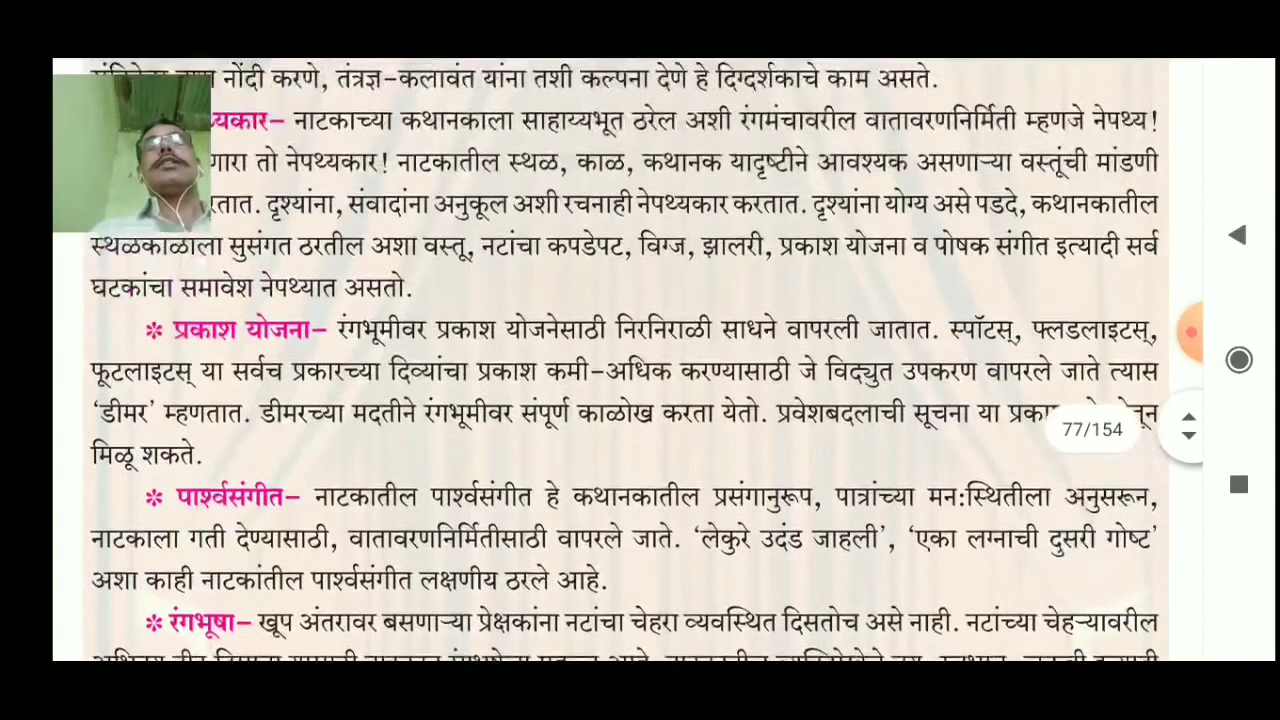 नोंदी करणे, तंत्रज्ञ–कलावंत यांना तशी कल्पना देणे हे दिग्दर्शकाचे काम असते.
नाटकाच्या कथानकाला साहाय्यभूत ठरेल अशी रंगमंचावरील वातावरणनिर्मिती म्हणजे नेपथ्य!
तो नेपथ्यकार! नाटकातील स्थळ, काळ, कथानक यादृष्टीने आवश्यक असणाऱ्या वस्तूंची मांडणी
दृश्यांना, संवादांना अनुकूल अशी रचनाही नेपथ्यकार करतात. दृश्यांना योग्य असे पडदे, कथानकातील
स्थळकाळाला सुसंगत ठरतील अशा वस्तू, नटांचा कपडेपट, विग्ज, झालरी, प्रकाश योजना व पोषक संगीत इत्यादी सर्व
घटकांचा समावेश नेपथ्यात असतो.
* प्रकाश योजना– रंगभूमीवर प्रकाश योजनेसाठी निरनिराळी साधने वापरली जातात. स्पॉटस्, फ्लडलाइटस्,
फूटलाइटस् या सर्वच प्रकारच्या दिव्यांचा प्रकाश कमी–अधिक करण्यासाठी जे विद्युत उपकरण वापरले जाते त्यास
‘डीमर’ म्हणतात. डीमरच्या मदतीने रंगभूमीवर संपूर्ण काळोख करता येतो. प्रवेशबदलाची सूचना या
77/154
मिळू शकते.
* पार्श्वसंगीत– नाटकातील पार्श्वसंगीत हे कथानकातील प्रसंगानुरूप, पात्रांच्या मन:स्थितीला अनुसरून,
नाटकाला गती देण्यासाठी, वातावरणनिर्मितीसाठी वापरले जाते. ‘लेकुरे उदंड जाहली’, ‘एका लग्नाची दुसरी गोष्ट’
अशा काही नाटकांतील पार्श्वसंगीत लक्षणीय ठरले आहे.
* रंगभूषा– खूप अंतरावर बसणाऱ्या प्रेक्षकांना नटांचा चेहरा व्यवस्थित दिसतोच असे नाही. नटांच्या चेहऱ्यावरील